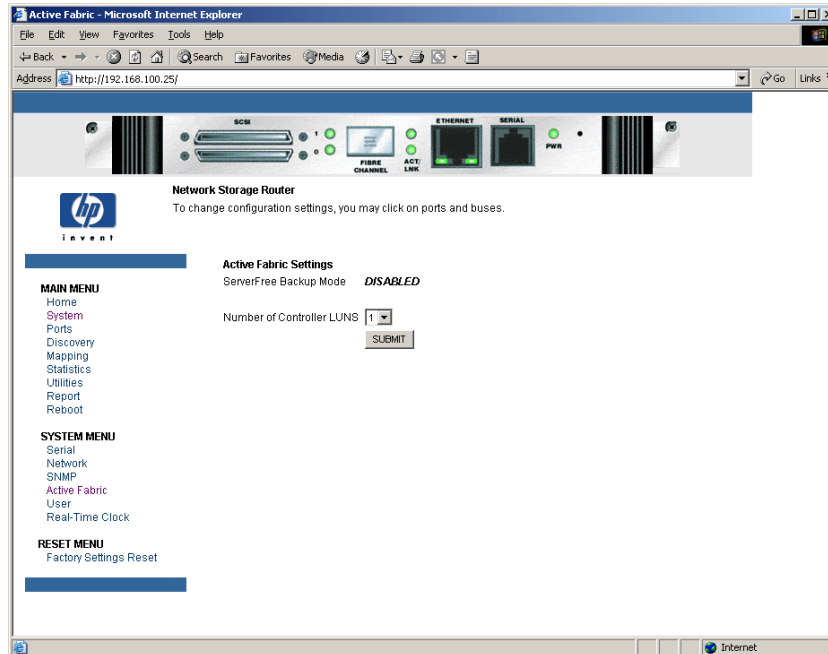 Active Fabric - Microsoft Internet Explorer
File Edit View Favorites Tools Help
Back Search Favorites Media
Address http://192.168.100.25/ Go Links
SCSI 1 0 FIBRE CHANNEL ACT/ LNK ETHERNET SERIAL PWR
hp
invent
Network Storage Router
To change configuration settings, you may click on ports and buses.
Active Fabric Settings
ServerFree Backup Mode DISABLED
Number of Controller LUNS 1
SUBMIT
MAIN MENU
Home
System
Ports
Discovery
Mapping
Statistics
Utilities
Report
Reboot
SYSTEM MENU
Serial
Network
SNMP
Active Fabric
User
Real-Time Clock
RESET MENU
Factory Settings Reset
Internet